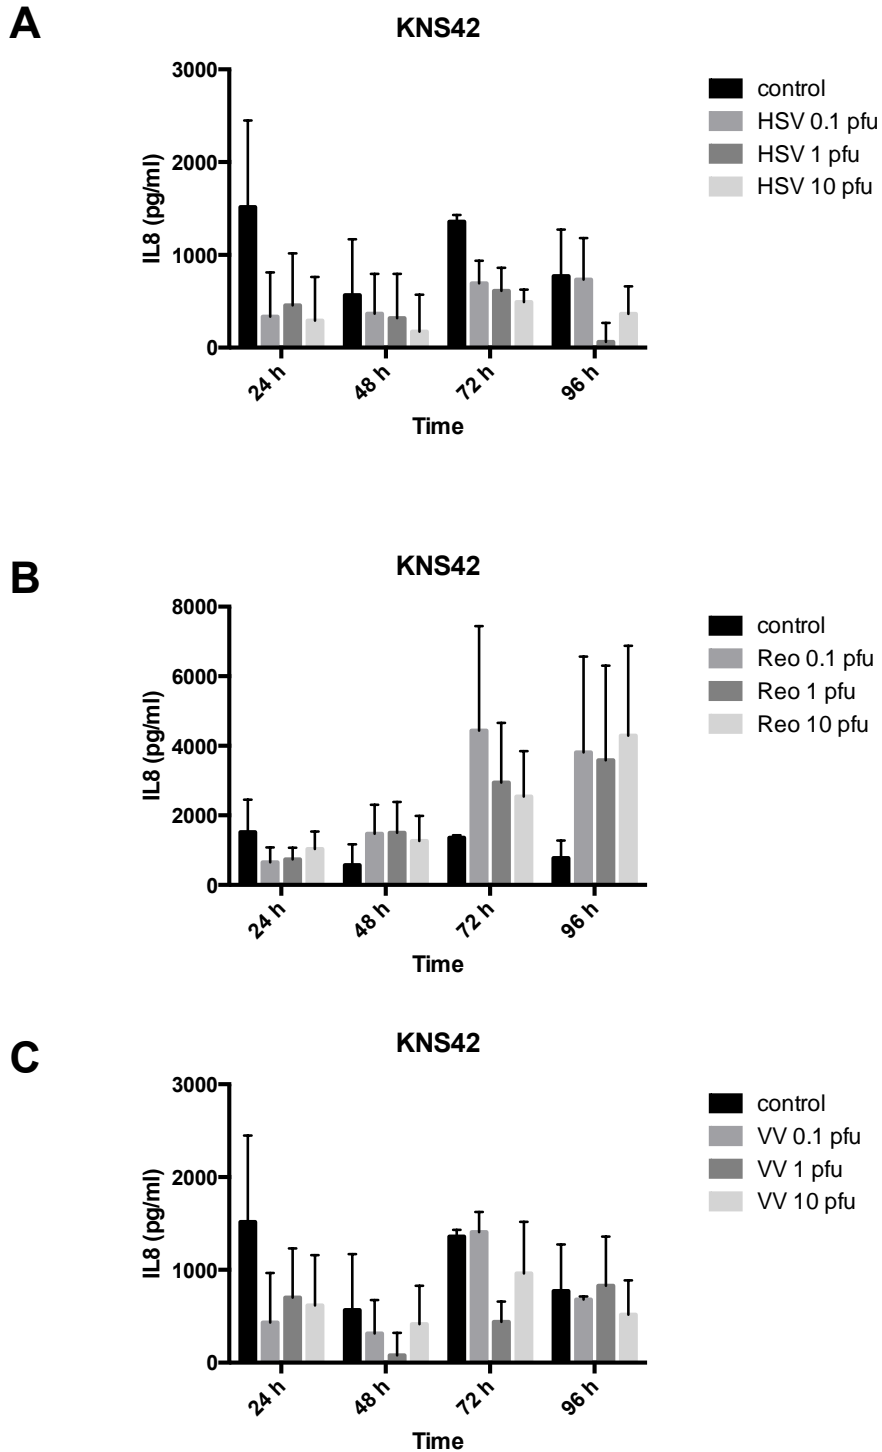 A
KNS42
3000
2000
1000
0
IL8 (pg/ml)
24 h
48 h
72 h
96 h
Time
control
HSV 0.1 pfu
HSV 1 pfu
HSV 10 pfu
B
KNS42
8000
6000
4000
2000
0
IL8 (pg/ml)
24 h
48 h
72 h
96 h
Time
control
Reo 0.1 pfu
Reo 1 pfu
Reo 10 pfu
C
KNS42
3000
2000
1000
0
IL8 (pg/ml)
24 h
48 h
72 h
96 h
Time
control
VV 0.1 pfu
VV 1 pfu
VV 10 pfu